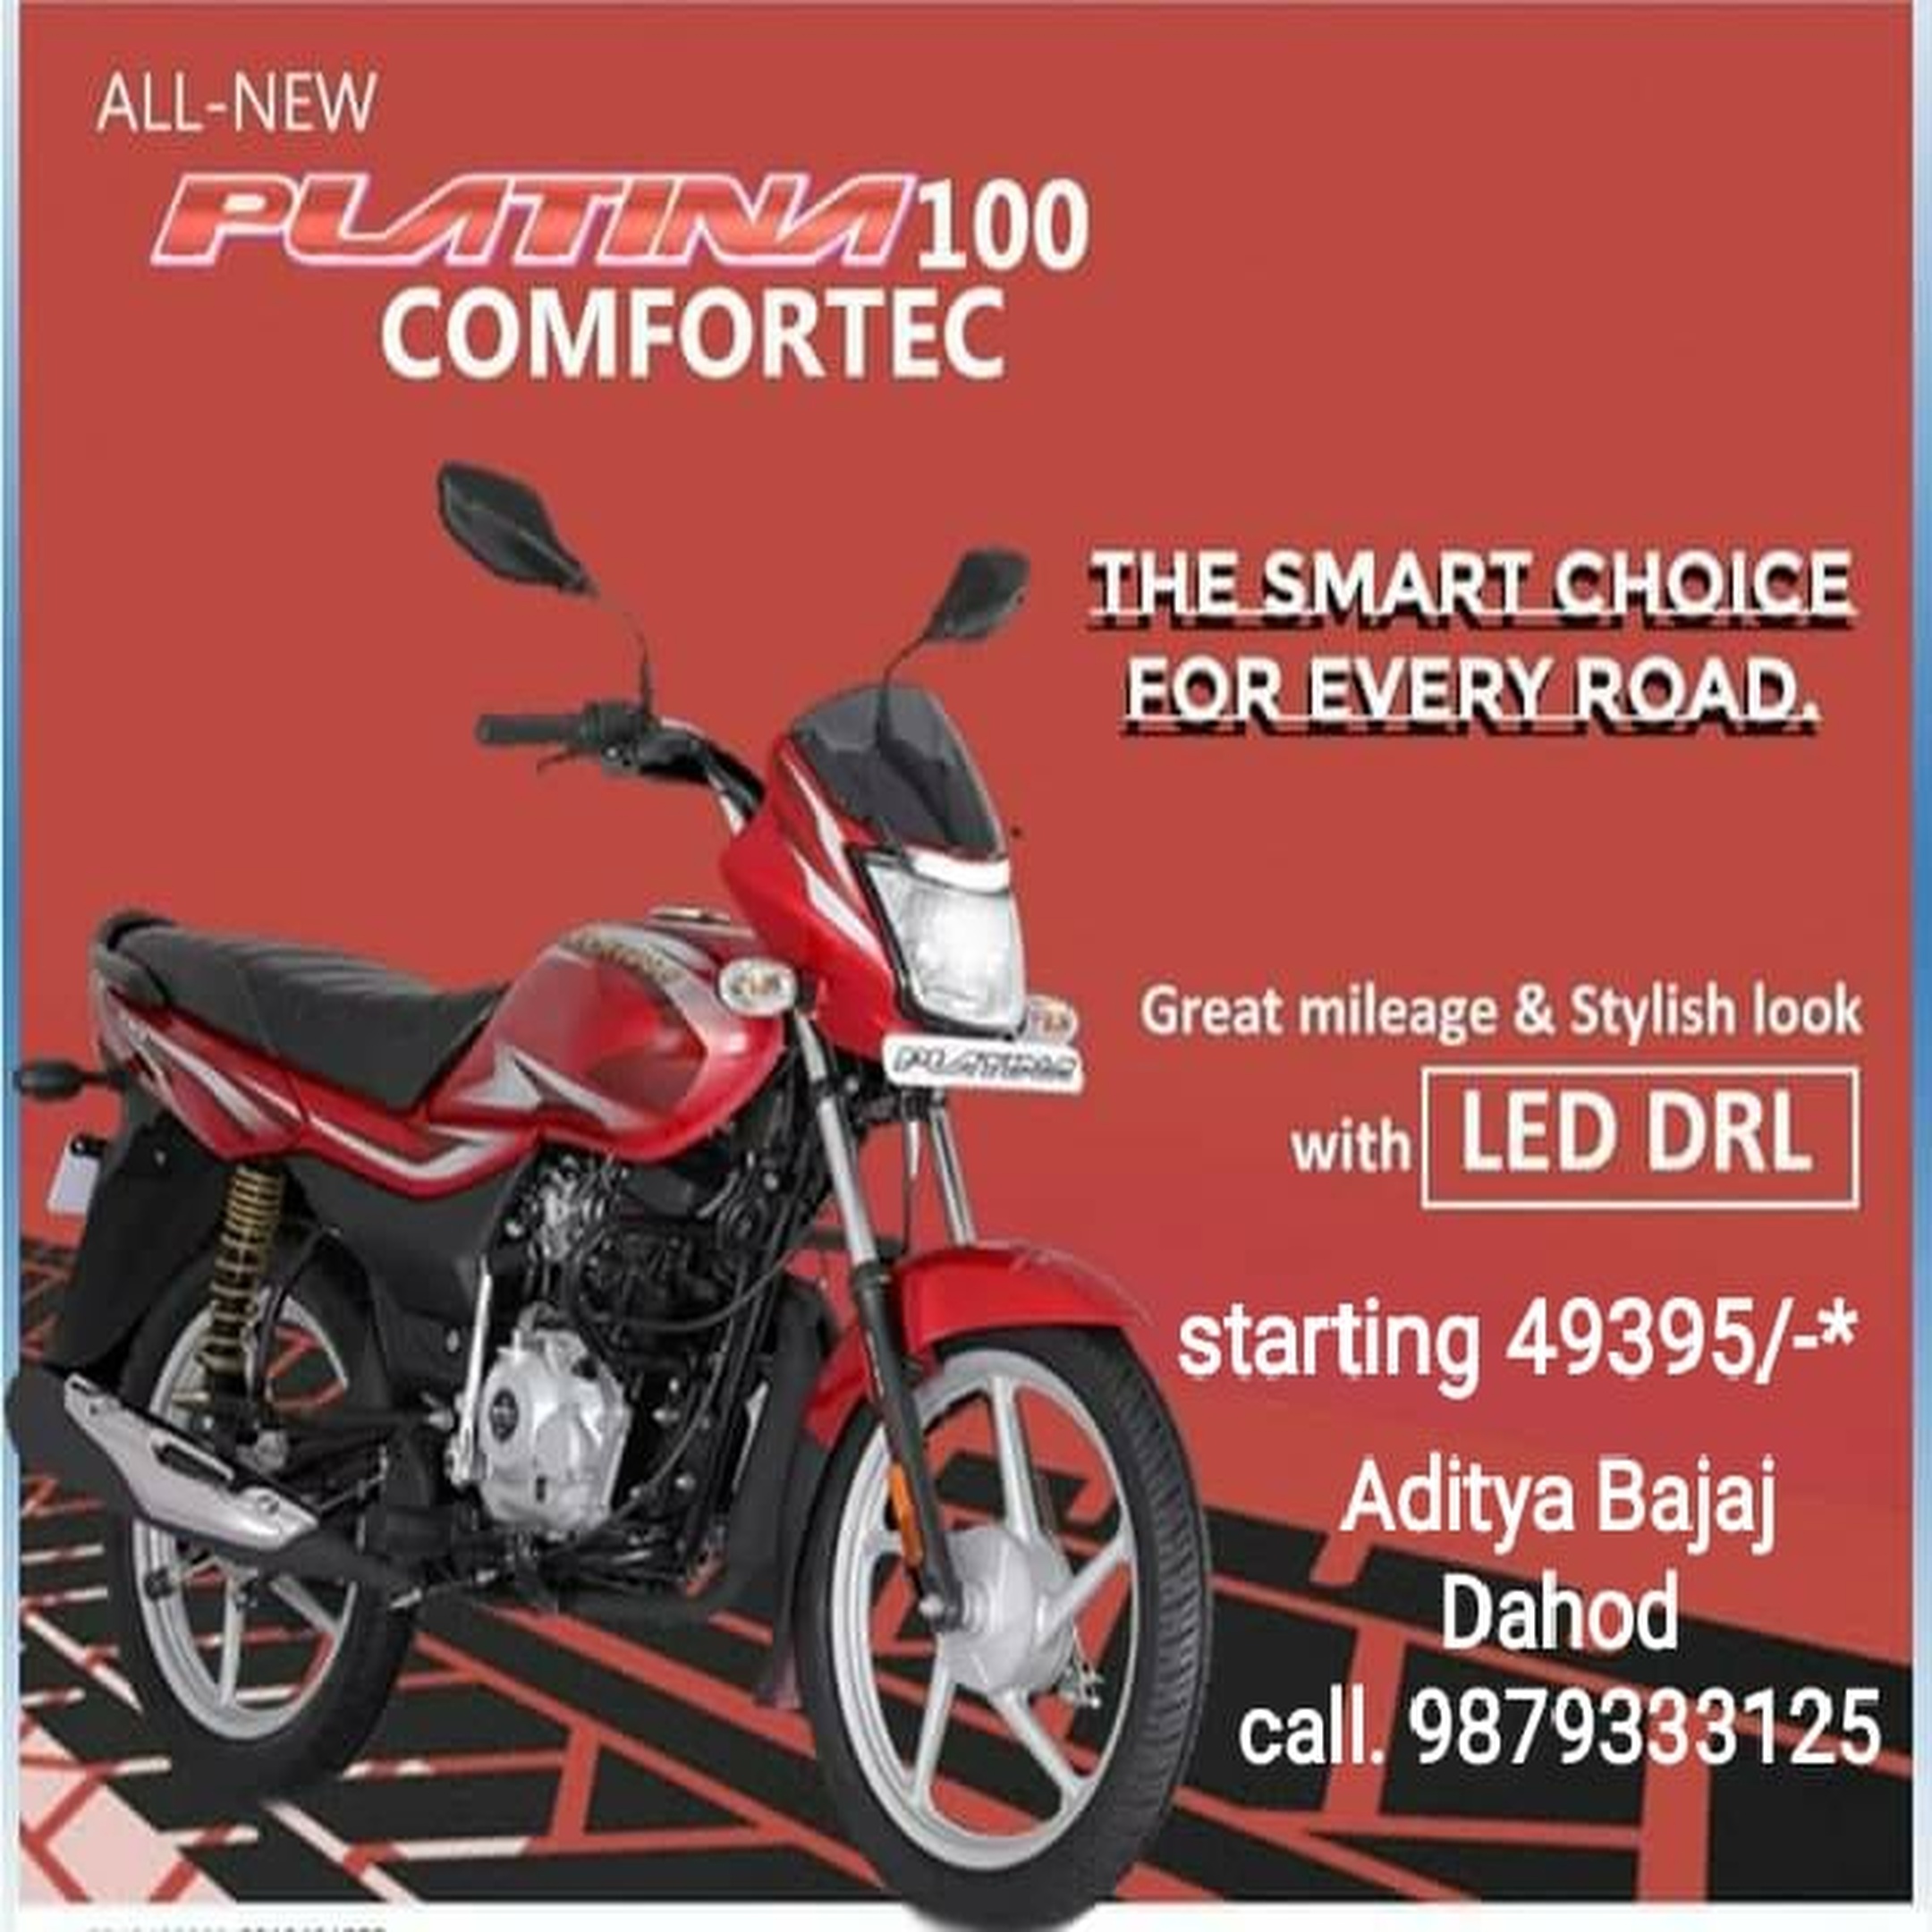 ALL-NEW
PLATINA 100
COMFORTEC
THE SMART CHOICE
FOR EVERY ROAD.
Great mileage & Stylish look
with LED DRL
PLATINA
starting 49395/-*
Aditya Bajaj
Dahod
call. 9879333125